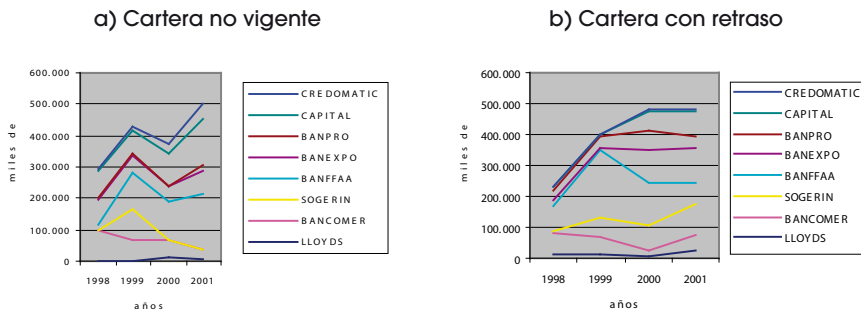 a) Cartera no vigente
600.000
500.000
400.000
300.000
200.000
100.000
0
miles de
1998 1999 2000 2001
años
CREDOMATIC
CAPITAL
BANPRO
BANEXPO
BANFFAA
SOGERIN
BANCOMER
LLOYDS
b) Cartera con retraso
600.000
500.000
400.000
300.000
200.000
100.000
0
miles de
1998 1999 2000 2001
años
CREDOMATIC
CAPITAL
BANPRO
BANEXPO
BANFFAA
SOGERIN
BANCOMER
LLOYDS